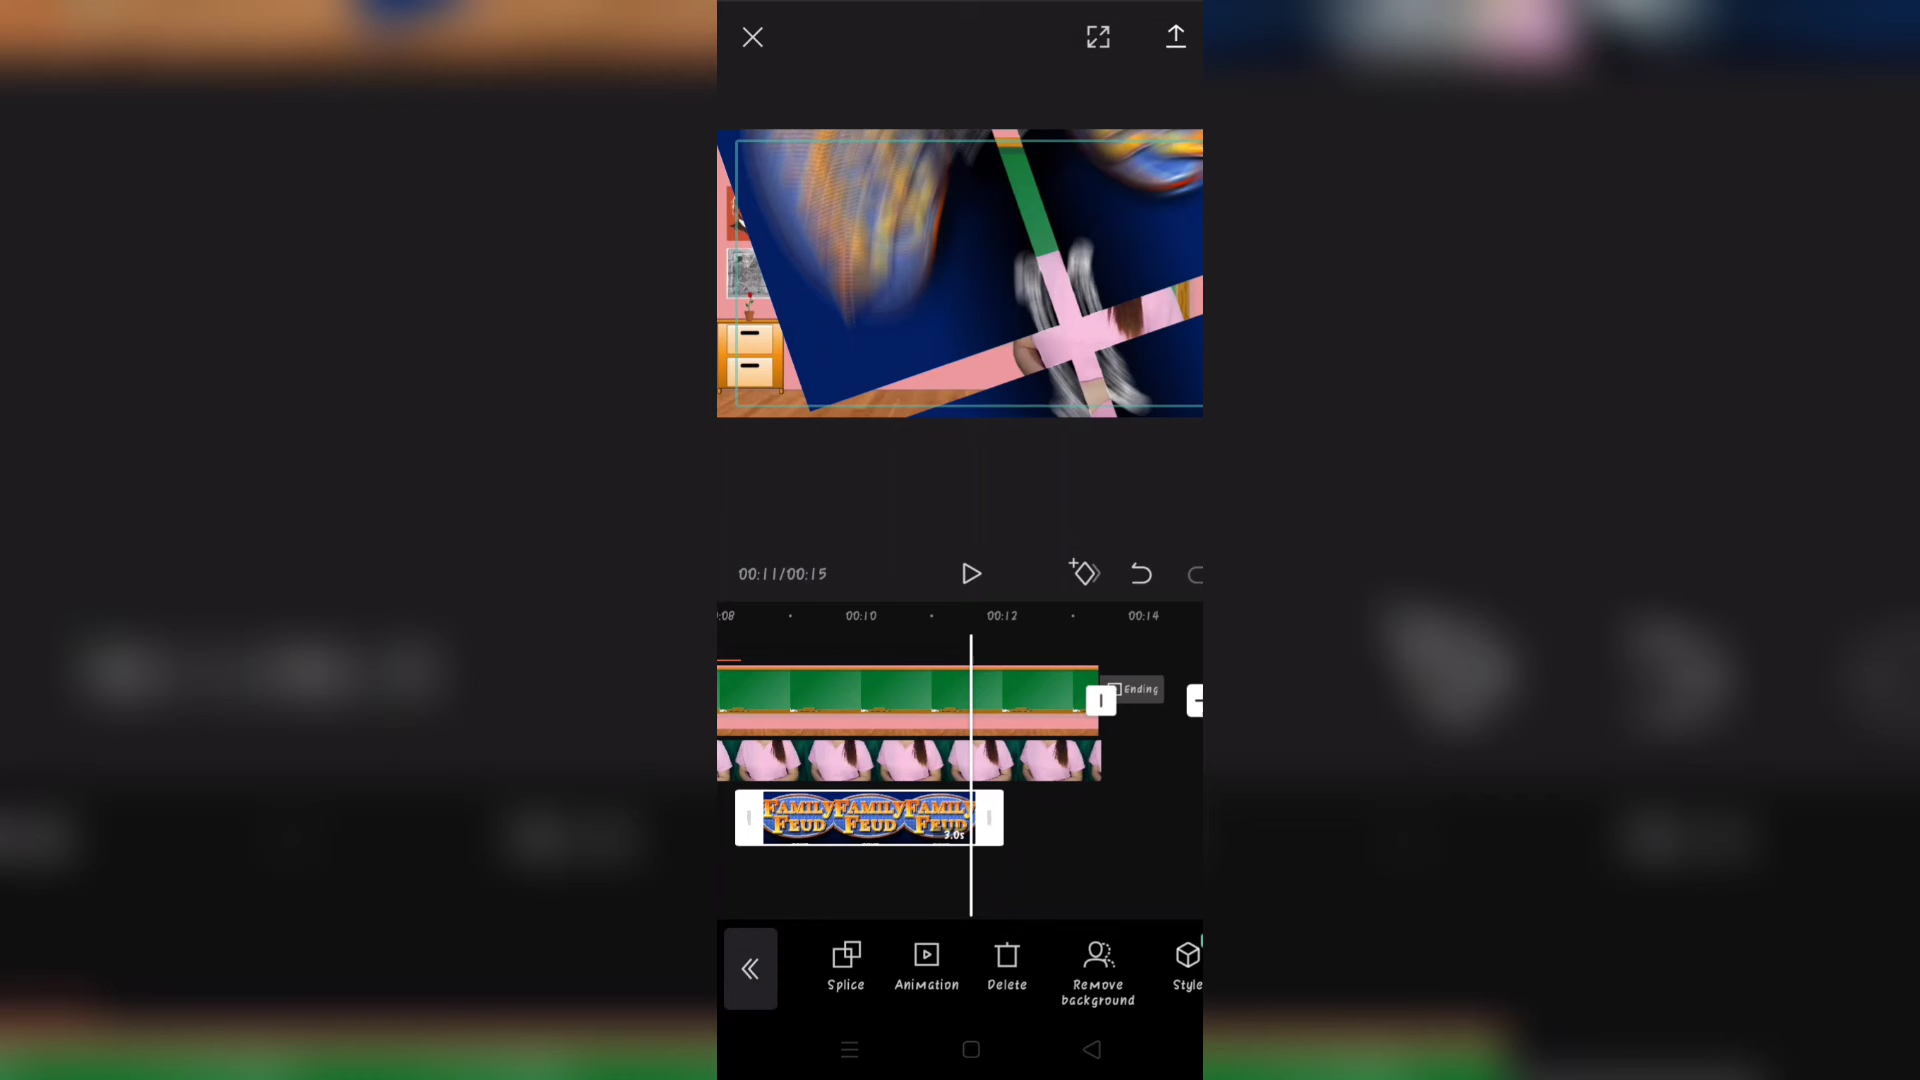 00:11/00:15
:08
00:10
00:12
00:14
Ending
FAMILY FAMILY FAMILY
FEUD FEUD FEUD
3.0s
Splice
Animation
Delete
Remove
background
Style